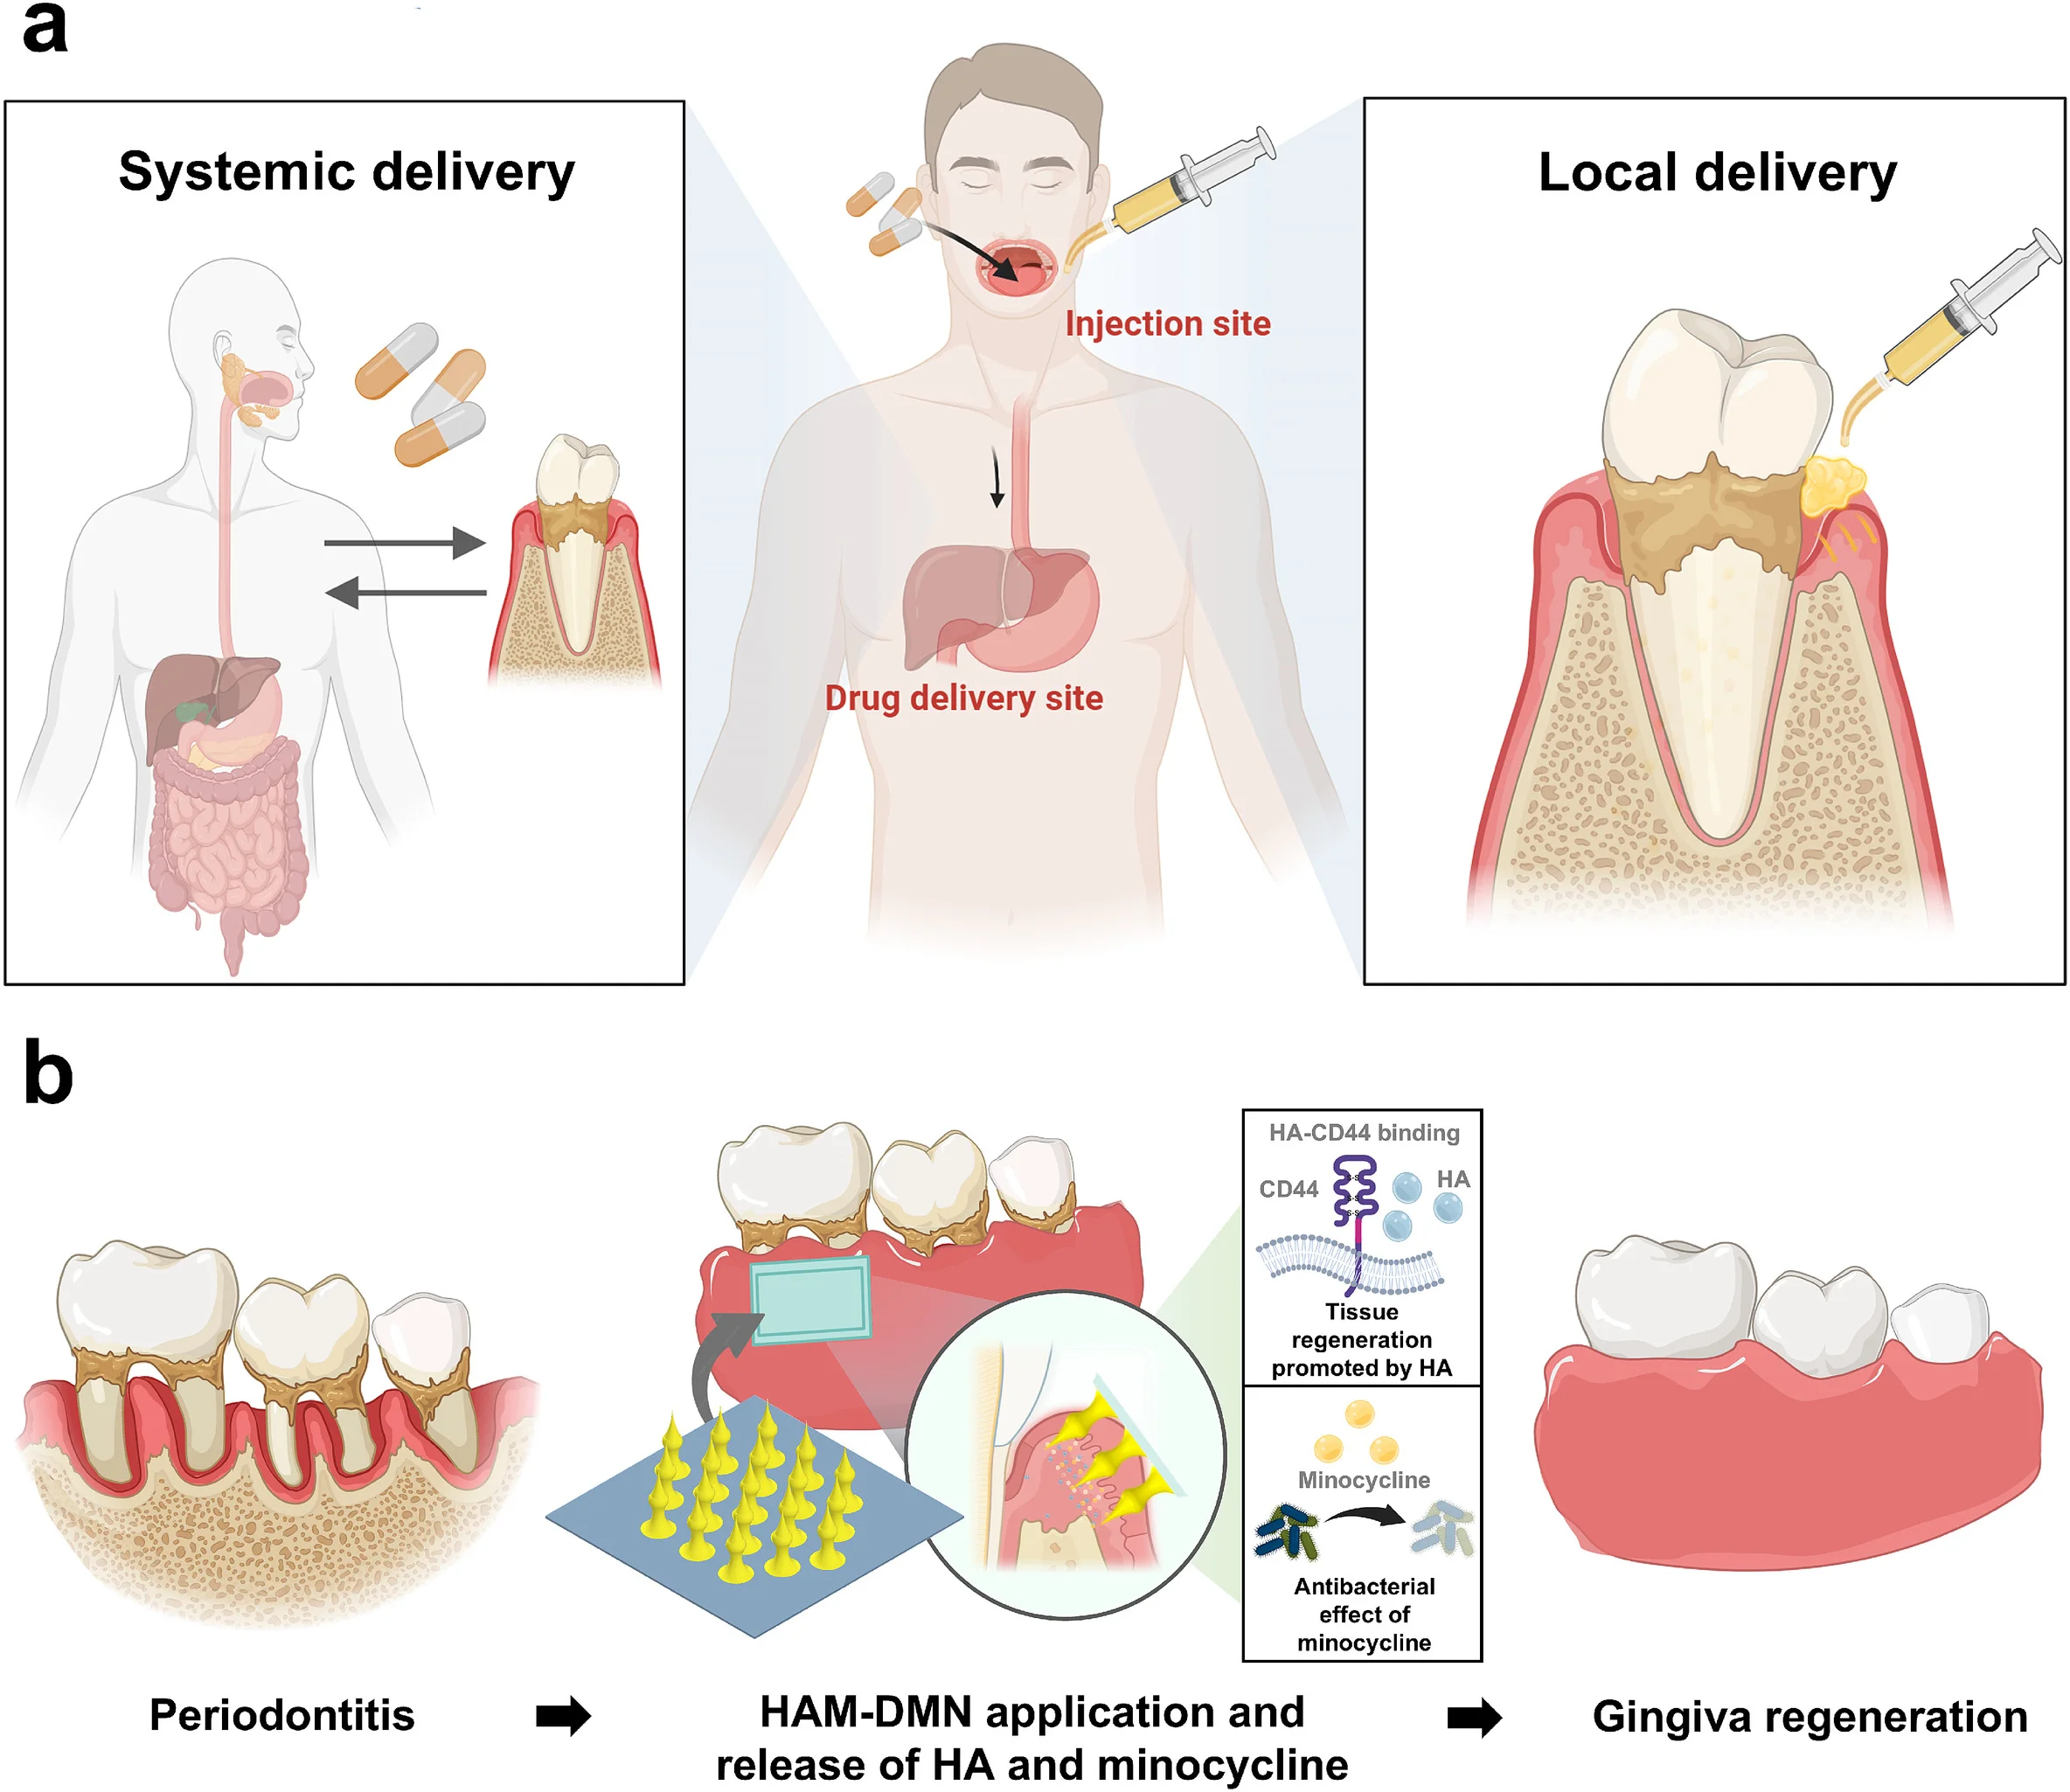 a
Systemic delivery
Injection site
Drug delivery site
Local delivery
b
HA-CD44 binding
CD44
HA
S-S
S-S
S-S
Tissue
regeneration
promoted by HA
Minocycline
Antibacterial
effect of
minocycline
Periodontitis
HAM-DMN application and
release of HA and minocycline
Gingiva regeneration